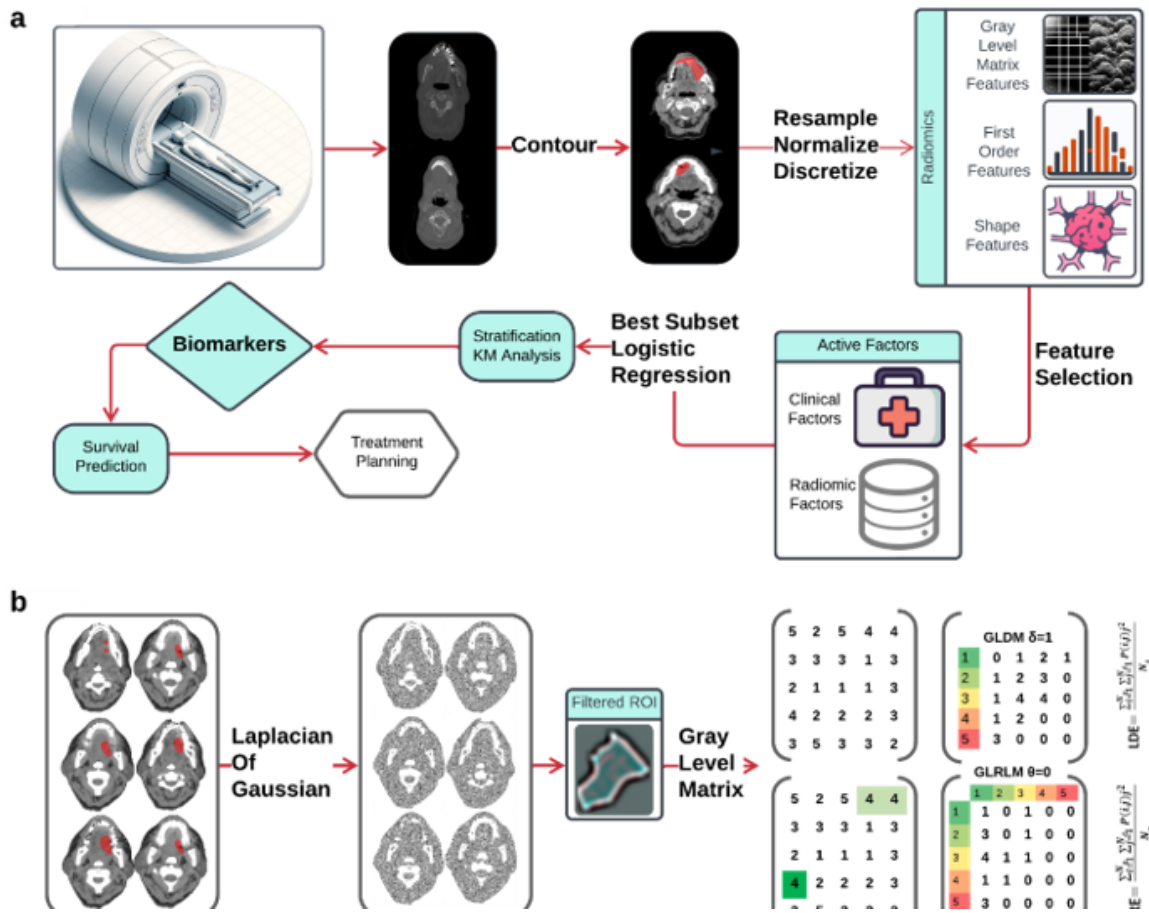 a
Contour
Resample
Normalize
Discretize
Radiomics
Gray
Level
Matrix
Features
First
Order
Features
Shape
Features
Feature
Selection
Active Factors
Clinical
Factors
Radiomic
Factors
Best Subset
Logistic
Regression
Stratification
KM Analysis
Biomarkers
Survival
Prediction
Treatment
Planning
b
Laplacian
Of
Gaussian
Filtered ROI
Gray
Level
Matrix
5 2 5 4 4
3 3 3 1 3
2 1 1 1 3
4 2 2 2 3
3 5 3 3 2
GLDM δ=1
1 0 1 2 1
2 1 2 3 0
3 1 4 4 0
4 1 2 0 0
5 3 0 0 0
LDE=
5 2 5 4 4
3 3 3 1 3
2 1 1 1 3
4 2 2 2 3
GLRLM θ=0
1 2 3 4 5
1 1 0 1 0 0
2 3 0 1 0 0
3 4 1 1 0 0
4 1 1 0 0 0
5 3 0 0 0 0